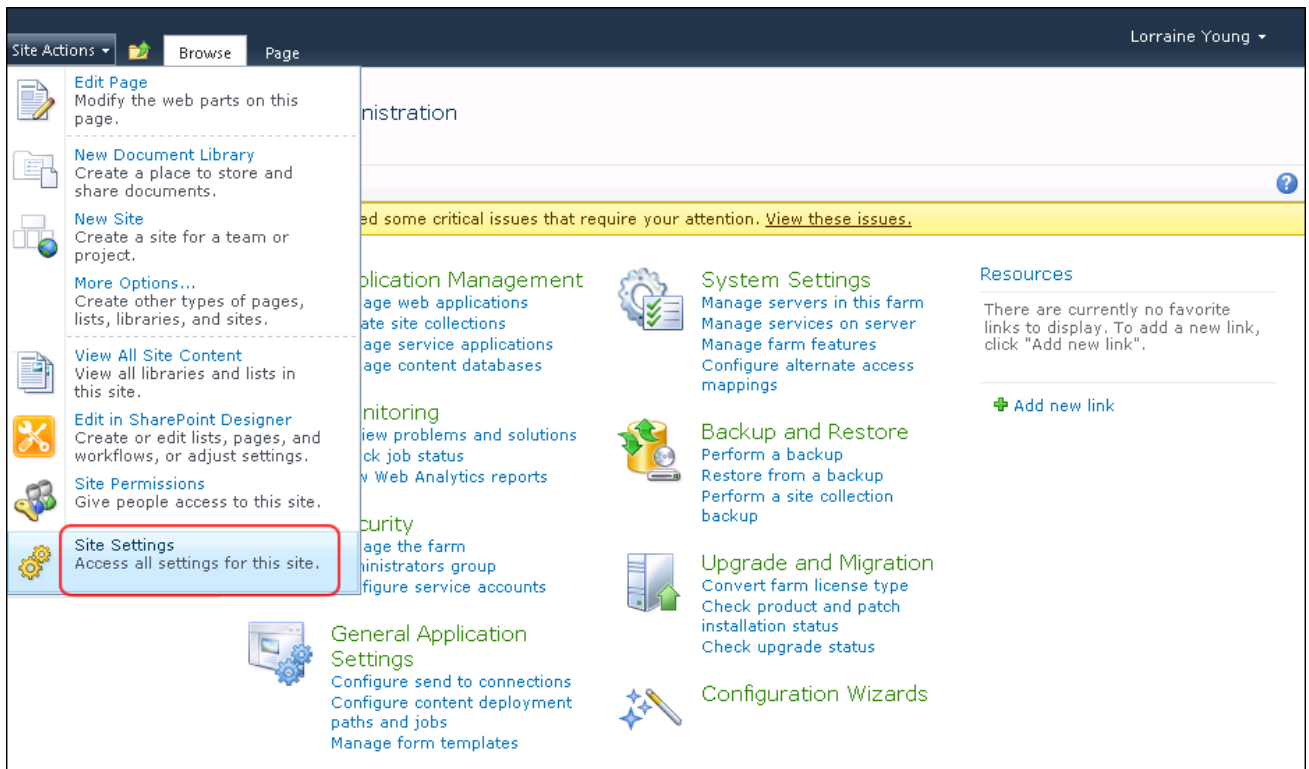 Lorraine Young
Site Actions
Browse
Page
Edit Page
Modify the web parts on this
page.
New Document Library
Create a place to store and
share documents.
New Site
Create a site for a team or
project.
More Options...
Create other types of pages,
lists, libraries, and sites.
View All Site Content
View all libraries and lists in
this site.
Edit in SharePoint Designer
Create or edit lists, pages, and
workflows, or adjust settings.
Site Permissions
Give people access to this site.
Site Settings
Access all settings for this site.
nistration
ed some critical issues that require your attention. View these issues.
plication Management
age web applications
ate site collections
age service applications
age content databases
nitoring
iew problems and solutions
ck job status
Web Analytics reports
curity
age the farm
ministrators group
figure service accounts
General Application
Settings
Configure send to connections
Configure content deployment
paths and jobs
Manage form templates
System Settings
Manage servers in this farm
Manage services on server
Manage farm features
Configure alternate access
mappings
Backup and Restore
Perform a backup
Restore from a backup
Perform a site collection
backup
Upgrade and Migration
Convert farm license type
Check product and patch
installation status
Check upgrade status
Configuration Wizards
Resources
There are currently no favorite
links to display. To add a new link,
click "Add new link".
Add new link